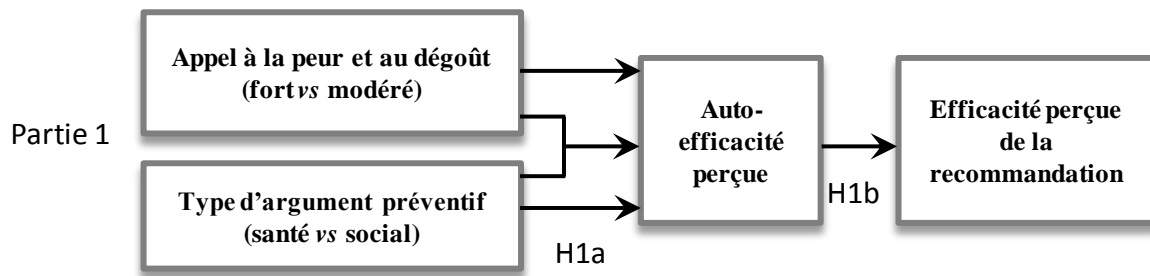 Partie 1
Appel à la peur et au dégoût
(fort vs modéré)
Type d'argument préventif
(santé vs social)
H1a
Auto-
efficacité
perçue
H1b
Efficacité perçue
de la
recommandation